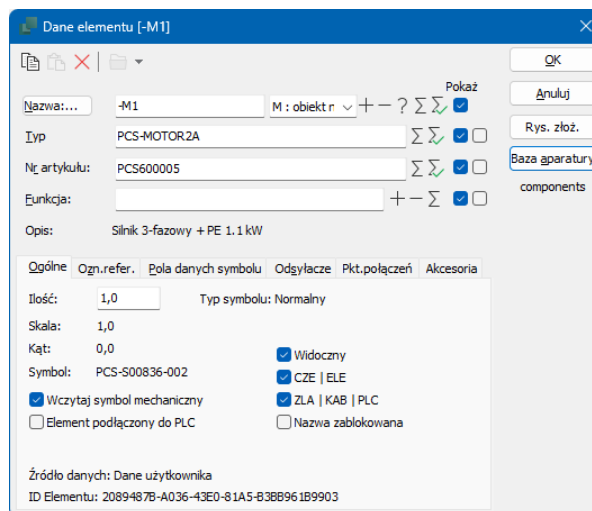 Dane elementu [-M1]
OK
Pokaż
Nazwa:... -M1 M : obiekt r
Anuluj
Typ PCS-MOTOR2A
Rys. złoż.
Nr artykułu: PCS600005
Baza aparatury
Funkcja:
components
Opis: Silnik 3-fazowy +PE 1.1 kW
Ogólne Ozn.refer. Pola danych symbolu Odsyłacze Pkt.połączeń Akcesoria
Ilość: 1,0 Typ symbolu: Normalny
Skala: 1,0
Kąt: 0,0
Widoczny
Symbol: PCS-S00836-002
CZE | ELE
Wczytaj symbol mechaniczny
ZLA | KAB | PLC
Element podłączony do PLC
Nazwa zablokowana
Źródło danych: Dane użytkownika
ID Elementu: 2089487B-A036-43E0-81A5-B3BB961B9903